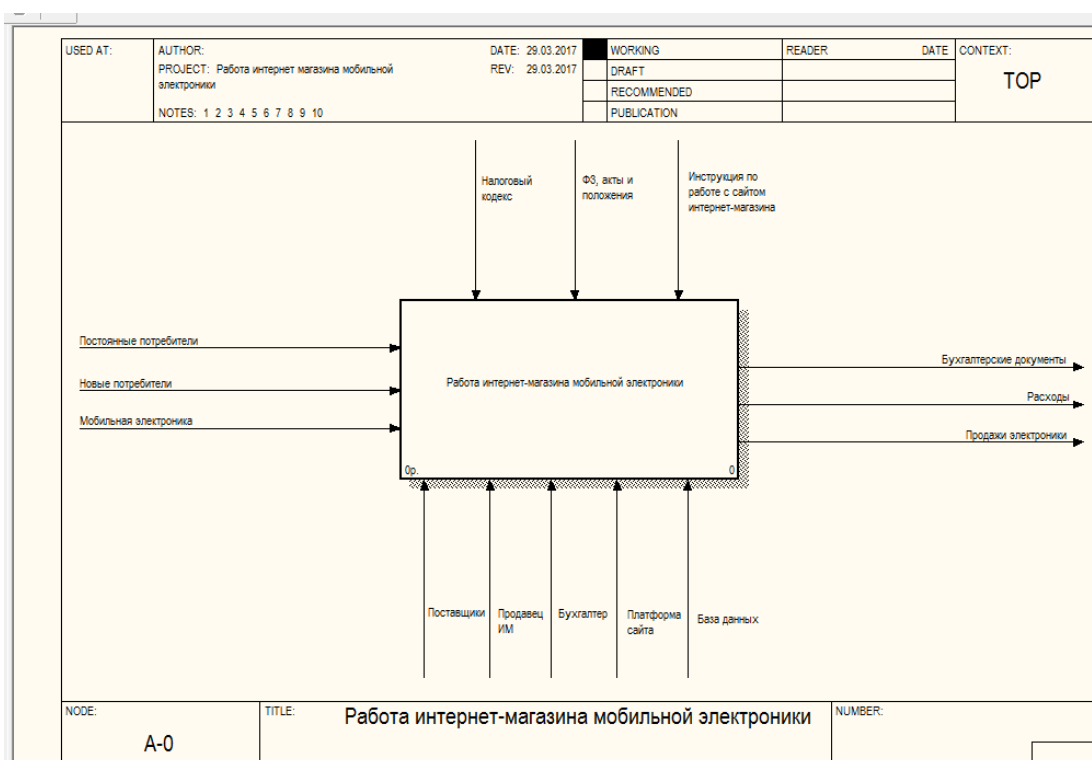 USED AT:
AUTHOR:
DATE: 29.03.2017
WORKING
READER
DATE
CONTEXT:
PROJECT: Работа интернет магазина мобильной
электроники
REV: 29.03.2017
DRAFT
TOP
RECOMMENDED
NOTES: 1 2 3 4 5 6 7 8 9 10
PUBLICATION
Налоговый
кодекс
ФЗ, акты и
положения
Инструкция по
работе с сайтом
интернет-магазина
Постоянные потребители
Новые потребители
Мобильная электроника
Работа интернет-магазина мобильной электроники
0р.
0
Бухгалтерские документы
Расходы
Продажи электроники
Поставщики
Продавец
ИМ
Бухгалтер
Платформа
сайта
База данных
NODE:
A-0
TITLE:
Работа интернет-магазина мобильной электроники
NUMBER: